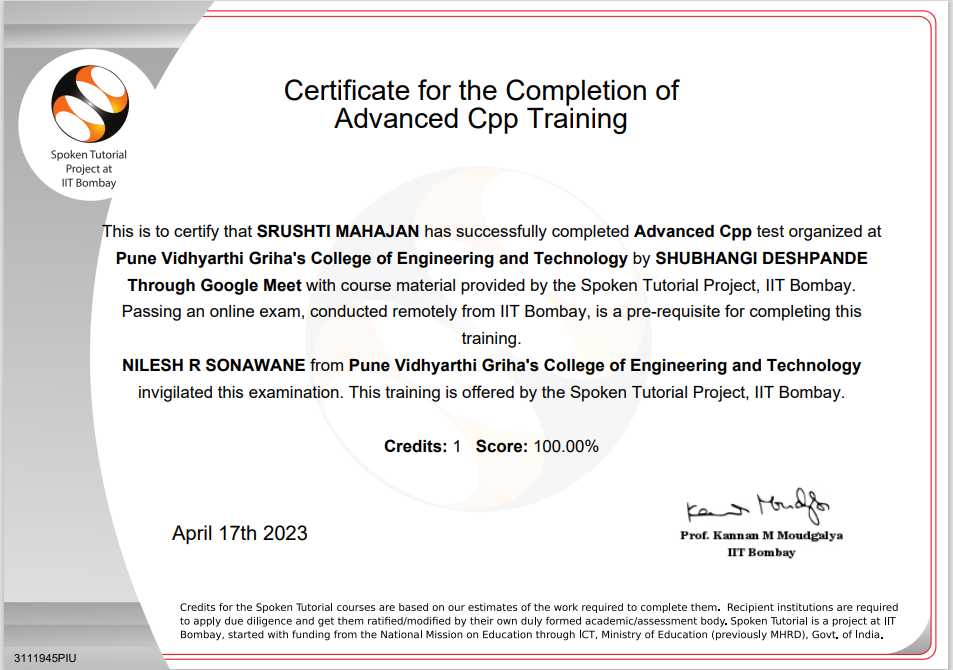 Certificate for the Completion of
Advanced Cpp Training
Spoken Tutorial
Project at
IIT Bombay
This is to certify that SRUSHTI MAHAJAN has successfully completed Advanced Cpp test organized at
Pune Vidhyarthi Griha's College of Engineering and Technology by SHUBHANGI DESHPANDE
Through Google Meet with course material provided by the Spoken Tutorial Project, IIT Bombay.
Passing an online exam, conducted remotely from IIT Bombay, is a pre-requisite for completing this
training.
NILESH R SONAWANE from Pune Vidhyarthi Griha's College of Engineering and Technology
invigilated this examination. This training is offered by the Spoken Tutorial Project, IIT Bombay.
Credits: 1 Score: 100.00%
April 17th 2023
Kannan Moudgalya
Prof. Kannan M Moudgalya
IIT Bombay
Credits for the Spoken Tutorial courses are based on our estimates of the work required to complete them. Recipient institutions are required
to apply due diligence and get them ratified/modified by their own duly formed academic/assessment body. Spoken Tutorial is a project at IIT
Bombay, started with funding from the National Mission on Education through ICT, Ministry of Education (previously MHRD), Govt. of India.
3111945PIU